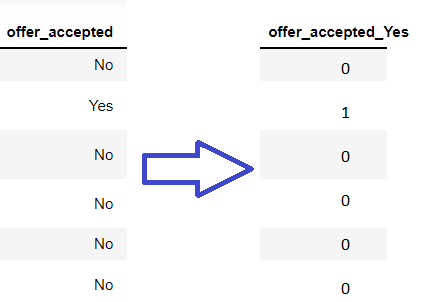 offer_accepted offer_accepted_Yes
No 0
Yes 1
No 0
No 0
No 0
No 0